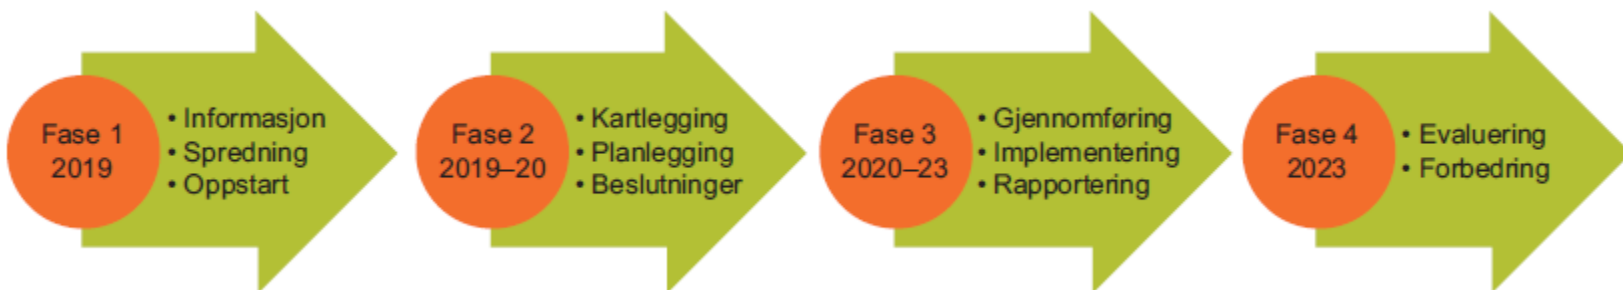 Fase 1
2019
• Informasjon
• Spredning
• Oppstart
Fase 2
2019–20
• Kartlegging
• Planlegging
• Beslutninger
Fase 3
2020–23
• Gjennomføring
• Implementering
• Rapportering
Fase 4
2023
• Evaluering
• Forbedring